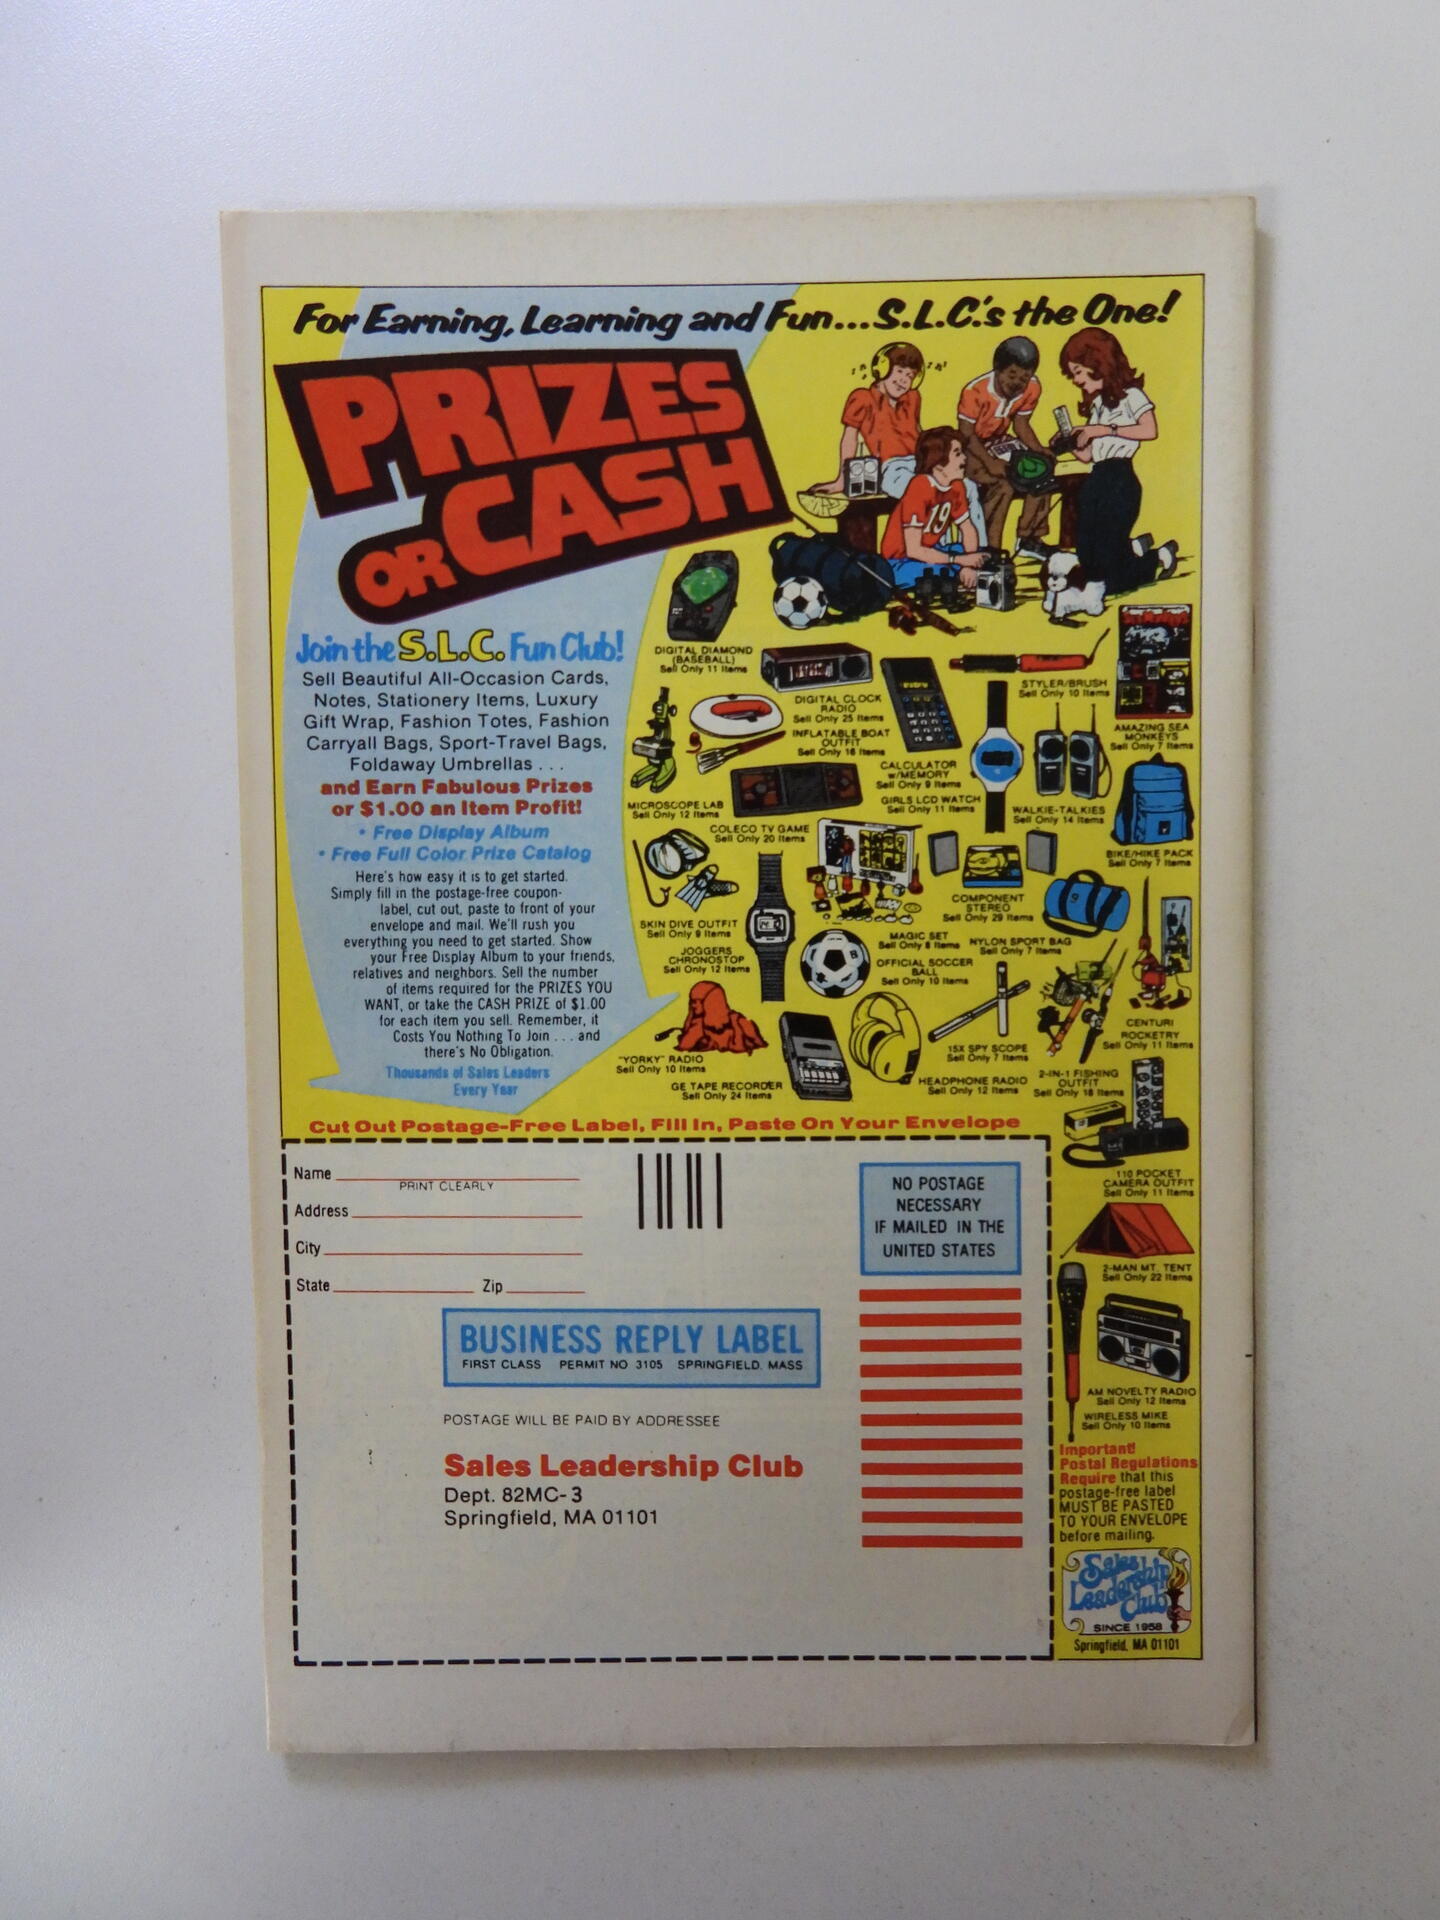 For Earning, Learning and Fun...S.L.C.'s the One!
PRIZES
OR CASH
Join the S.L.C. Fun Club!
Sell Beautiful All-Occasion Cards,
Notes, Stationery Items, Luxury
Gift Wrap, Fashion Totes, Fashion
Carryall Bags, Sport-Travel Bags,
Foldaway Umbrellas . . .
and Earn Fabulous Prizes
or $1.00 an Item Profit!
• Free Display Album
• Free Full Color Prize Catalog
Here's how easy it is to get started.
Simply fill in the postage-free coupon-
label, cut out, paste to front of your
envelope and mail. We'll rush you
everything you need to get started. Show
your Free Display Album to your friends,
relatives and neighbors. Sell the number
of items required for the PRIZES YOU
WANT, or take the CASH PRIZE of $1.00
for each item you sell. Remember, it
Costs You Nothing To Join . . . and
there's No Obligation.
Thousands of Sales Leaders
Every Year
19
DIGITAL DIAMOND
(BASEBALL)
Sell Only 11 Items
DIGITAL CLOCK
RADIO
Sell Only 25 Items
STYLER/BRUSH
Sell Only 10 Items
AMAZING SEA
MONKEYS
Sell Only 7 Items
INFLATABLE BOAT
OUTFIT
Sell Only 16 Items
CALCULATOR
w/MEMORY
Sell Only 9 Items
MICROSCOPE LAB
Sell Only 12 Items
GIRLS LCD WATCH
Sell Only 11 Items
WALKIE-TALKIES
Sell Only 14 Items
COLECO TV GAME
Sell Only 20 Items
BIKE/HIKE PACK
Sell Only 7 Items
COMPONENT
STEREO
Sell Only 29 Items
SKIN DIVE OUTFIT
Sell Only 9 Items
MAGIC SET
Sell Only 8 Items
NYLON SPORT BAG
Sell Only 7 Items
JOGGERS
CHRONOSTOP
Sell Only 12 Items
OFFICIAL SOCCER
BALL
Sell Only 10 Items
CENTURI
ROCKETRY
Sell Only 11 Items
"YORKY" RADIO
Sell Only 10 Items
15X SPY SCOPE
Sell Only 7 Items
GE TAPE RECORDER
Sell Only 24 Items
HEADPHONE RADIO
Sell Only 12 Items
2-IN-1 FISHING
OUTFIT
Sell Only 18 Items
110 POCKET
CAMERA OUTFIT
Sell Only 11 Items
2-MAN MT. TENT
Sell Only 22 Items
AM NOVELTY RADIO
Sell Only 12 Items
WIRELESS MIKE
Sell Only 10 Items
Important!
Postal Regulations
Require that this
postage-free label
MUST BE PASTED
TO YOUR ENVELOPE
before mailing.
Sales
Leadership
Club
SINCE 1958
Springfield, MA 01101
Cut Out Postage-Free Label, Fill In, Paste On Your Envelope
Name
PRINT CLEARLY
Address
City
State Zip
NO POSTAGE
NECESSARY
IF MAILED IN THE
UNITED STATES
BUSINESS REPLY LABEL
FIRST CLASS PERMIT NO 3105 SPRINGFIELD, MASS
POSTAGE WILL BE PAID BY ADDRESSEE
Sales Leadership Club
Dept. 82MC-3
Springfield, MA 01101